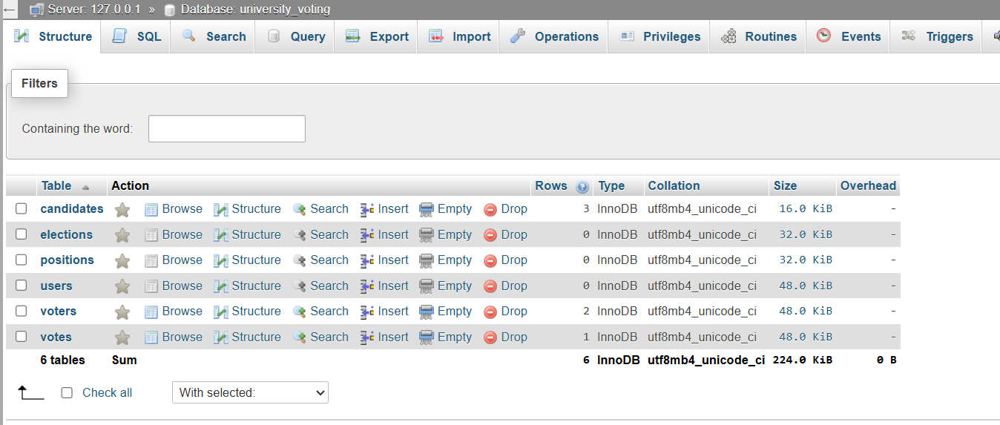 ← Server: 127.0.0.1 » Database: university_voting
Structure SQL Search Query Export Import Operations Privileges Routines Events Triggers
Filters
Containing the word:
Table Action Rows Type Collation Size Overhead
candidates Browse Structure Search Insert Empty Drop 3 InnoDB utf8mb4_unicode_ci 16.0 KiB -
elections Browse Structure Search Insert Empty Drop 0 InnoDB utf8mb4_unicode_ci 32.0 KiB -
positions Browse Structure Search Insert Empty Drop 0 InnoDB utf8mb4_unicode_ci 32.0 KiB -
users Browse Structure Search Insert Empty Drop 0 InnoDB utf8mb4_unicode_ci 48.0 KiB -
voters Browse Structure Search Insert Empty Drop 2 InnoDB utf8mb4_unicode_ci 48.0 KiB -
votes Browse Structure Search Insert Empty Drop 1 InnoDB utf8mb4_unicode_ci 48.0 KiB -
6 tables Sum 6 InnoDB utf8mb4_unicode_ci 224.0 KiB 0 B
Check all With selected: